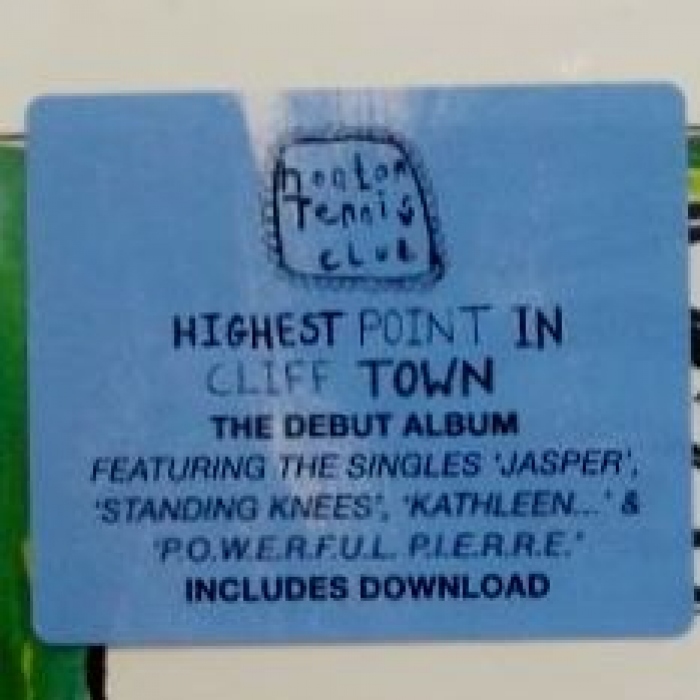 hooton
Tennis
CLUB
HIGHEST POINT IN
CLIFF TOWN
THE DEBUT ALBUM
FEATURING THE SINGLES ‘JASPER’,
‘STANDING KNEES’, ‘KATHLEEN...’ &
‘P.O.W.E.R.F.U.L. P.I.E.R.R.E.’
INCLUDES DOWNLOAD